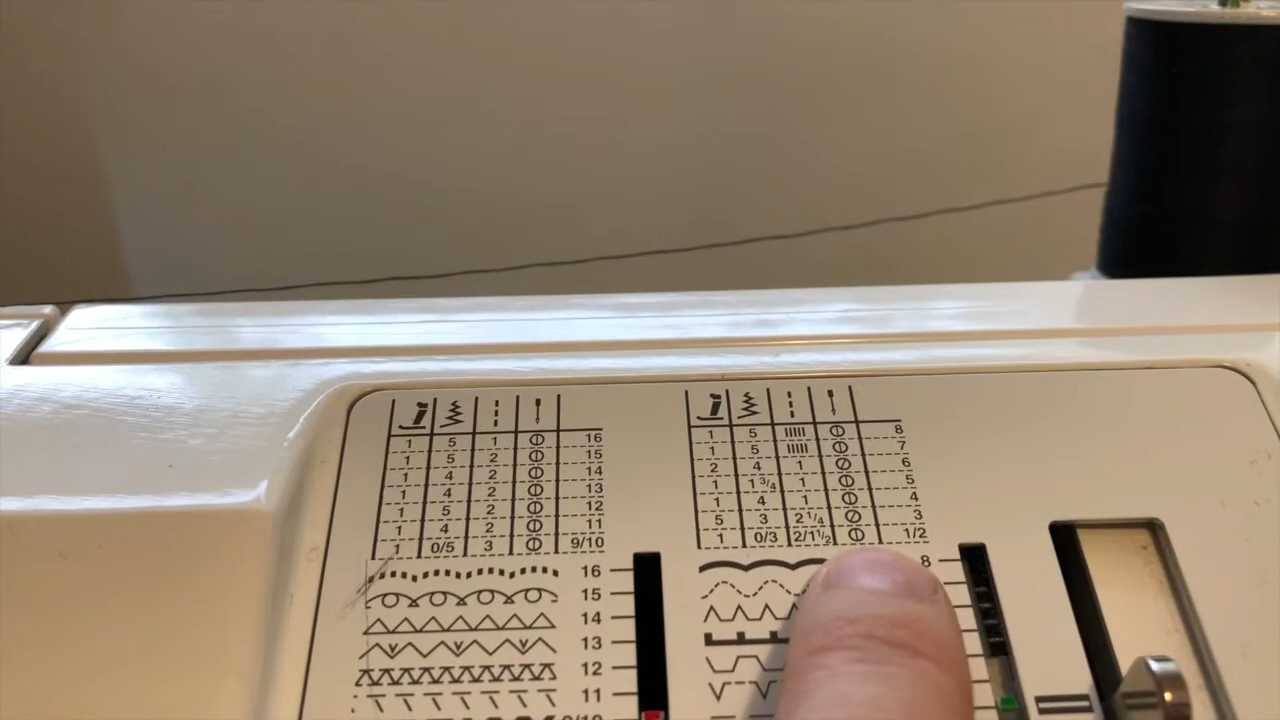 1 5 1 16
1 5 2 15
1 4 2 14
1 4 2 13
1 5 2 12
1 4 2 11
1 0/5 3 9/10
16
15
14
13
12
11
9/10
1 5 8
1 5 7
2 4 1 6
1 1 3/4 1 5
1 4 1 4
5 3 2 1/4 3
1 0/3 2/1 1/2 1/2
8